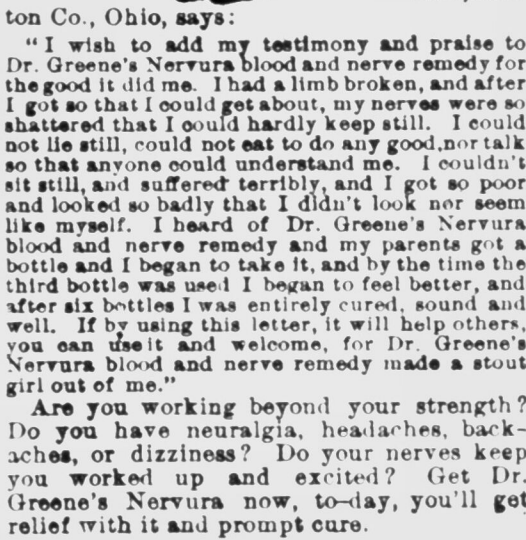 ton Co., Ohio, says:
"I wish to add my testimony and praise to
Dr. Greene's Nervura blood and nerve remedy for
the good it did me. I had a limb broken, and after
I got so that I could get about, my nerves were so
shattered that I could hardly keep still. I could
not lie still, could not eat to do any good, nor talk
so that anyone could understand me. I couldn't
sit still, and suffered terribly, and I got so poor
and looked so badly that I didn't look nor seem
like myself. I heard of Dr. Greene's Nervura
blood and nerve remedy and my parents got a
bottle and I began to take it, and by the time the
third bottle was used I began to feel better, and
after six bottles I was entirely cured, sound and
well. If by using this letter, it will help others,
you can use it and welcome, for Dr. Greene's
Nervura blood and nerve remedy made a stout
girl out of me."
Are you working beyond your strength?
Do you have neuralgia, headaches, back-
aches, or dizziness? Do your nerves keep
you worked up and excited? Get Dr.
Greene's Nervura now, to-day, you'll get
relief with it and prompt cure.